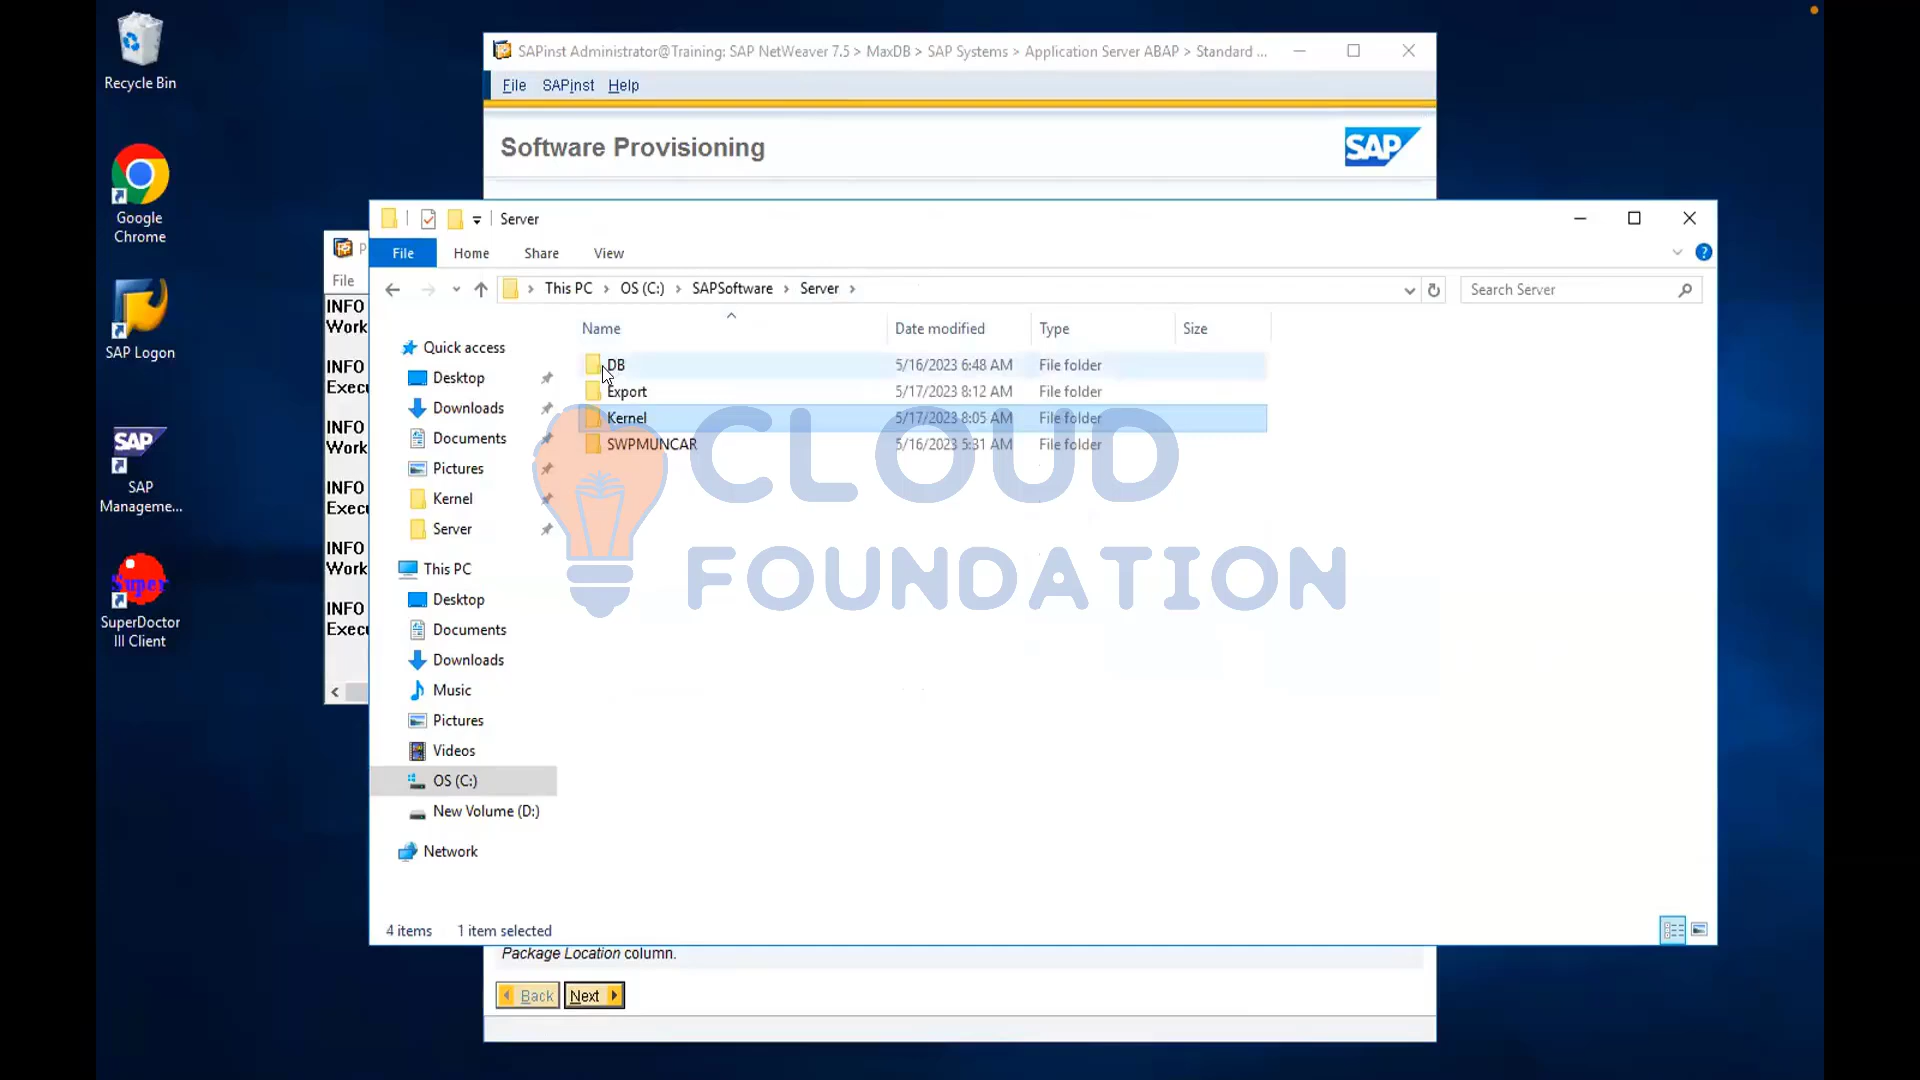 Recycle Bin
Google
Chrome
SAP Logon
SAP
Manageme...
Super
SuperDoctor
III Client
SAPinst Administrator@Training: SAP NetWeaver 7.5 > MaxDB > SAP Systems > Application Server ABAP > Standard ...
File SAPinst Help
Software Provisioning
SAP
File
INFO
Work
INFO
INFO
Work
INFO
INFO
Work
INFO
Server
File Home Share View
This PC > OS (C:) > SAPSoftware > Server >
Search Server
Name Date modified Type Size
DB 5/16/2023 6:48 AM File folder
Export 5/17/2023 8:12 AM File folder
Kernel 5/17/2023 8:05 AM File folder
SWPMUNCAR 5/16/2023 5:31 AM File folder
Quick access
Desktop
Downloads
Documents
Pictures
Kernel
Server
This PC
Desktop
Documents
Downloads
Music
Pictures
Videos
OS (C:)
New Volume (D:)
Network
CLOUD
FOUNDATION
4 items 1 item selected
Package Location column.
Back Next